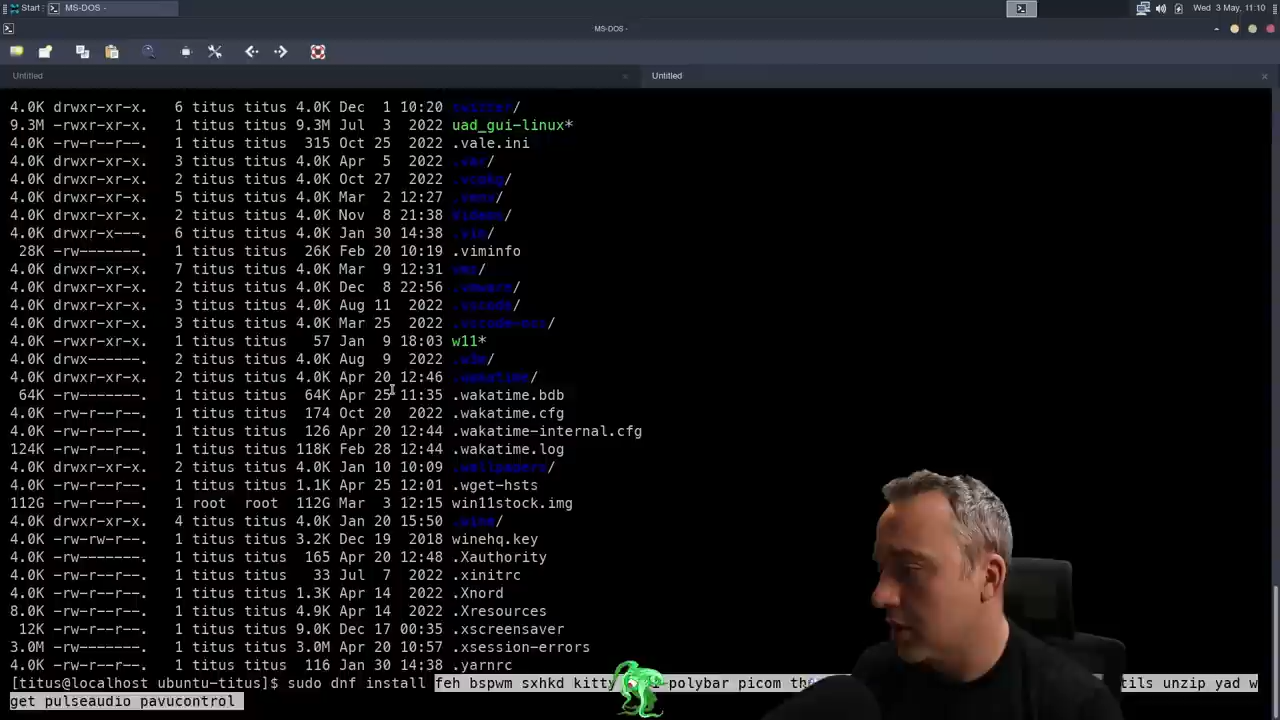 Start MS-DOS - Wed 3 May, 11:10
MS-DOS -
Untitled Untitled
4.0K drwxr-xr-x. 6 titus titus 4.0K Dec 1 10:20 twitter/
9.3M -rwxr-xr-x. 1 titus titus 9.3M Jul 3 2022 uad_gui-linux*
4.0K -rw-r--r--. 1 titus titus 315 Oct 25 2022 .vale.ini
4.0K drwxr-xr-x. 3 titus titus 4.0K Apr 5 2022 .var/
4.0K drwxr-xr-x. 2 titus titus 4.0K Oct 27 2022 .vcpkg/
4.0K drwxr-xr-x. 5 titus titus 4.0K Mar 2 12:27 .venv/
4.0K drwxr-xr-x. 2 titus titus 4.0K Nov 8 21:38 Videos/
4.0K drwxr-x---. 6 titus titus 4.0K Jan 30 14:38 .vim/
28K -rw-------. 1 titus titus 26K Feb 20 10:19 .viminfo
4.0K drwxr-xr-x. 7 titus titus 4.0K Mar 9 12:31
4.0K drwxr-xr-x. 2 titus titus 4.0K Dec 8 22:56 .vmware/
4.0K drwxr-xr-x. 3 titus titus 4.0K Aug 11 2022 .vscode/
4.0K drwxr-xr-x. 3 titus titus 4.0K Mar 25 2022 .vscode-oss/
4.0K -rwxr-xr-x. 1 titus titus 57 Jan 9 18:03 w11*
4.0K drwx------. 2 titus titus 4.0K Aug 9 2022 .w3m/
4.0K drwxr-xr-x. 2 titus titus 4.0K Apr 20 12:46 .wakatime/
64K -rw-------. 1 titus titus 64K Apr 25 11:35 .wakatime.bdb
4.0K -rw-r--r--. 1 titus titus 174 Oct 20 2022 .wakatime.cfg
4.0K -rw-r--r--. 1 titus titus 126 Apr 20 12:44 .wakatime-internal.cfg
124K -rw-r--r--. 1 titus titus 118K Feb 28 12:44 .wakatime.log
4.0K drwxr-xr-x. 2 titus titus 4.0K Jan 10 10:09 .wallpapers/
4.0K -rw-r--r--. 1 titus titus 1.1K Apr 25 12:01 .wget-hsts
112G -rw-r--r--. 1 root root 112G Mar 3 12:15 win11stock.img
4.0K drwxr-xr-x. 4 titus titus 4.0K Jan 20 15:50 .wine/
4.0K -rw-rw-r--. 1 titus titus 3.2K Dec 19 2018 winehq.key
4.0K -rw-------. 1 titus titus 165 Apr 20 12:48 .Xauthority
4.0K -rw-r--r--. 1 titus titus 33 Jul 7 2022 .xinitrc
4.0K -rw-r--r--. 1 titus titus 1.3K Apr 14 2022 .Xnord
8.0K -rw-r--r--. 1 titus titus 4.9K Apr 14 2022 .Xresources
12K -rw-r--r--. 1 titus titus 9.0K Dec 17 00:35 .xscreensaver
3.0M -rw-------. 1 titus titus 3.0M Apr 20 10:57 .xsession-errors
4.0K -rw-r--r--. 1 titus titus 116 Jan 30 14:38 .yarnrc
[titus@localhost ubuntu-titus]$ sudo dnf install feh bspwm sxhkd kitty polybar picom unzip yad w
get pulseaudio pavucontrol